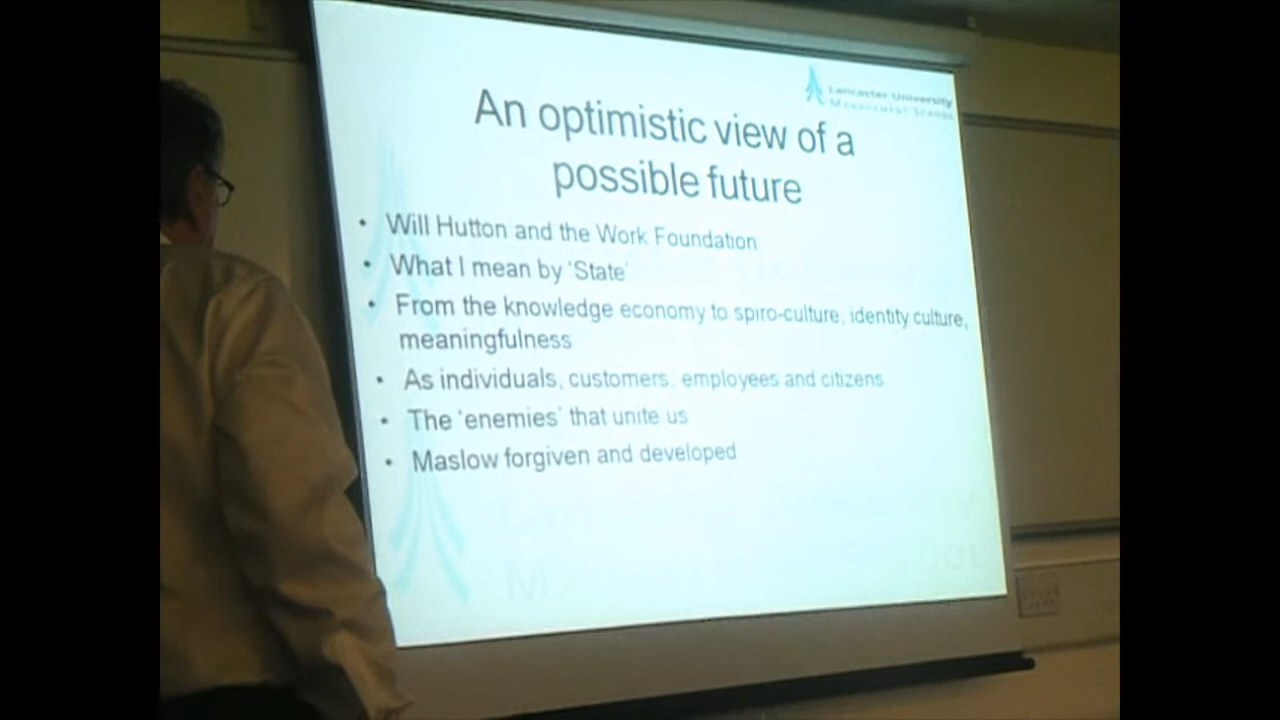 Lancaster University
MANAGEMENT SCHOOL
An optimistic view of a
possible future
• Will Hutton and the Work Foundation
• What I mean by ‘State’
• From the knowledge economy to spiro-culture, identity culture,
meaningfulness
• As individuals, customers, employees and citizens
• The ‘enemies’ that unite us
• Maslow forgiven and developed